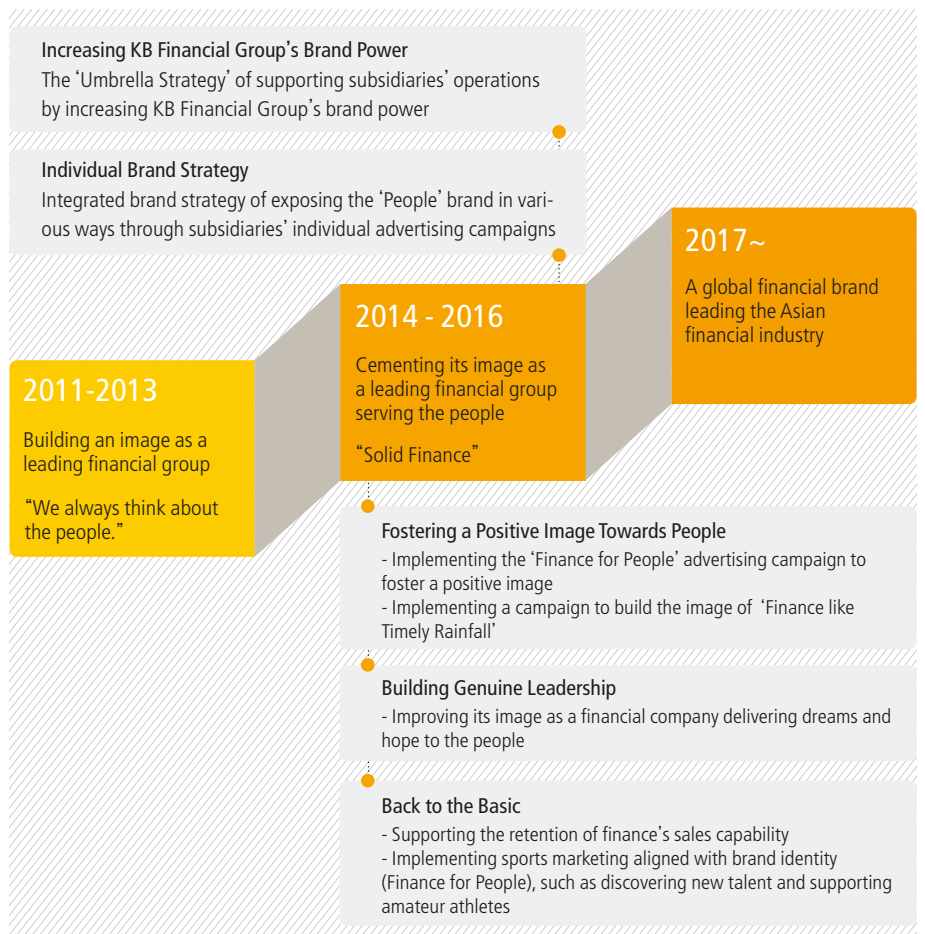 Increasing KB Financial Group's Brand Power
The ‘Umbrella Strategy’ of supporting subsidiaries’ operations
by increasing KB Financial Group’s brand power
Individual Brand Strategy
Integrated brand strategy of exposing the ‘People’ brand in vari-
ous ways through subsidiaries’ individual advertising campaigns
2011-2013
Building an image as a
leading financial group
“We always think about
the people.”
2014 - 2016
Cementing its image as
a leading financial group
serving the people
“Solid Finance”
2017~
A global financial brand
leading the Asian
financial industry
Fostering a Positive Image Towards People
- Implementing the ‘Finance for People’ advertising campaign to
foster a positive image
- Implementing a campaign to build the image of ‘Finance like
Timely Rainfall’
Building Genuine Leadership
- Improving its image as a financial company delivering dreams and
hope to the people
Back to the Basic
- Supporting the retention of finance’s sales capability
- Implementing sports marketing aligned with brand identity
(Finance for People), such as discovering new talent and supporting
amateur athletes